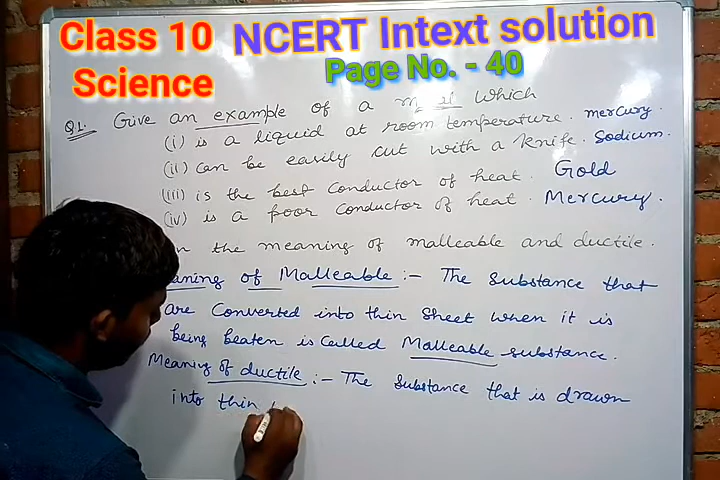 Class 10 NCERT Intext solution
Science Page No. - 40
Q1. Give an example of a metal which
(i) is a liquid at room temperature. mercury.
(ii) can be easily cut with a knife. Sodium.
(iii) is the best conductor of heat. Gold
(iv) is a poor conductor of heat. Mercury.
the meaning of malleable and ductile.
of Malleable :- The substance that
are converted into thin sheet when it is
being beaten is called Malleable substance.
Meaning of ductile :- The substance that is drawn
into thin